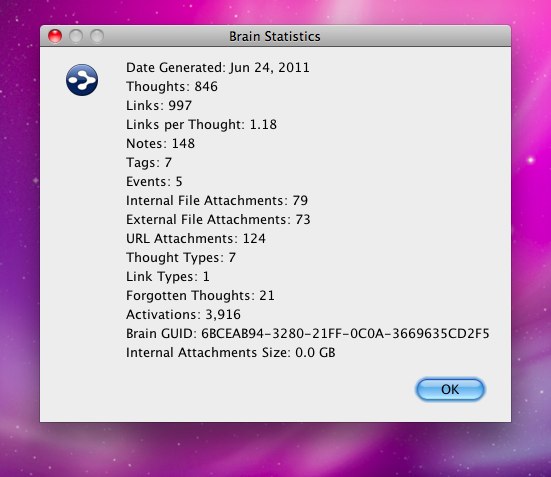 Brain Statistics
Date Generated: Jun 24, 2011
Thoughts: 846
Links: 997
Links per Thought: 1.18
Notes: 148
Tags: 7
Events: 5
Internal File Attachments: 79
External File Attachments: 73
URL Attachments: 124
Thought Types: 7
Link Types: 1
Forgotten Thoughts: 21
Activations: 3,916
Brain GUID: 6BCEAB94-3280-21FF-0C0A-3669635CD2F5
Internal Attachments Size: 0.0 GB
OK